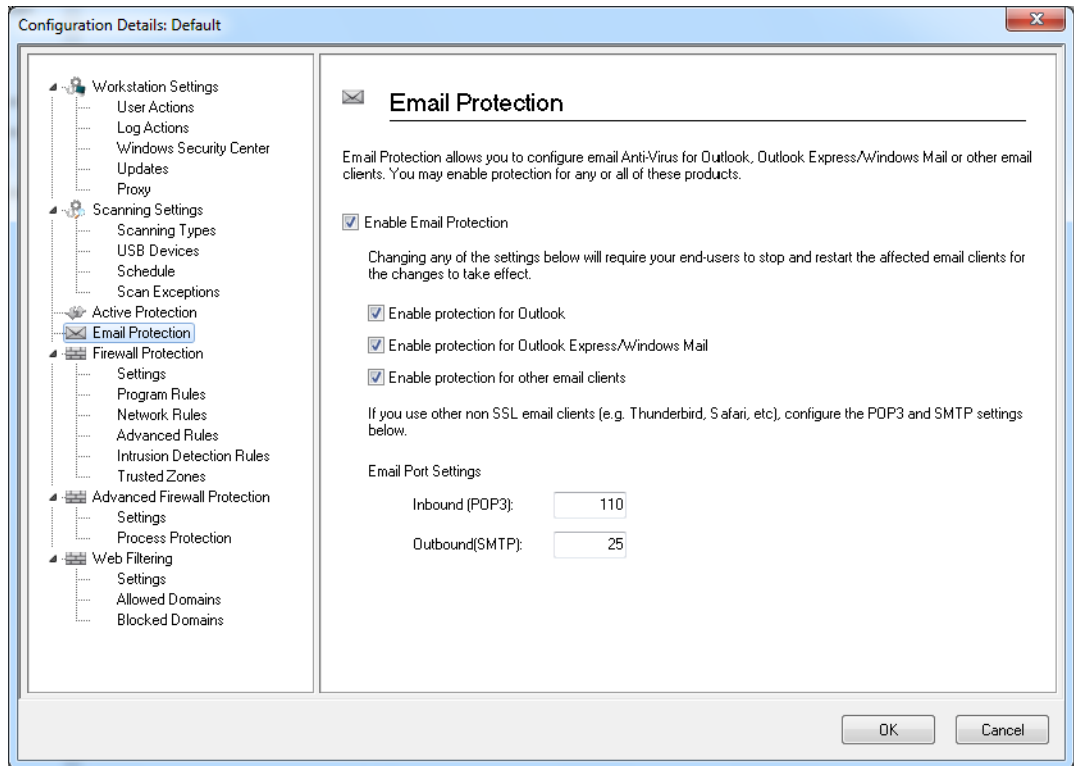 Configuration Details: Default
Workstation Settings
User Actions
Log Actions
Windows Security Center
Updates
Proxy
Scanning Settings
Scanning Types
USB Devices
Schedule
Scan Exceptions
Active Protection
Email Protection
Firewall Protection
Settings
Program Rules
Network Rules
Advanced Rules
Intrusion Detection Rules
Trusted Zones
Advanced Firewall Protection
Settings
Process Protection
Web Filtering
Settings
Allowed Domains
Blocked Domains
Email Protection
Email Protection allows you to configure email Anti-Virus for Outlook, Outlook Express/Windows Mail or other email
clients. You may enable protection for any or all of these products.
Enable Email Protection
Changing any of the settings below will require your end-users to stop and restart the affected email clients for
the changes to take effect.
Enable protection for Outlook
Enable protection for Outlook Express/Windows Mail
Enable protection for other email clients
If you use other non SSL email clients (e.g. Thunderbird, Safari, etc), configure the POP3 and SMTP settings
below.
Email Port Settings
Inbound (POP3): 110
Outbound(SMTP): 25
OK Cancel